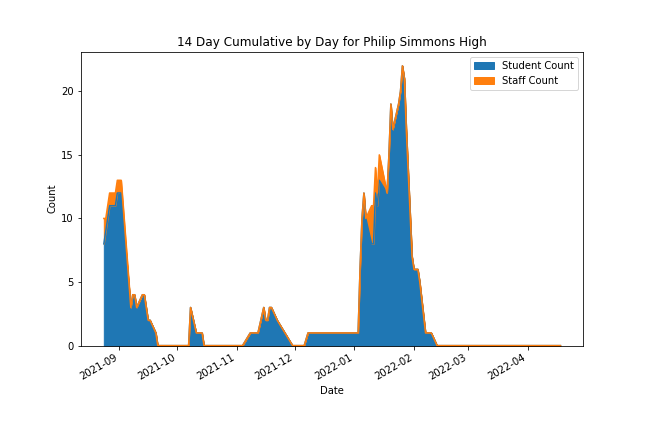 14 Day Cumulative by Day for Philip Simmons High
Student Count
Staff Count
Count
20
15
10
5
0
2021-09
2021-10
2021-11
2021-12
2022-01
2022-02
2022-03
2022-04
Date